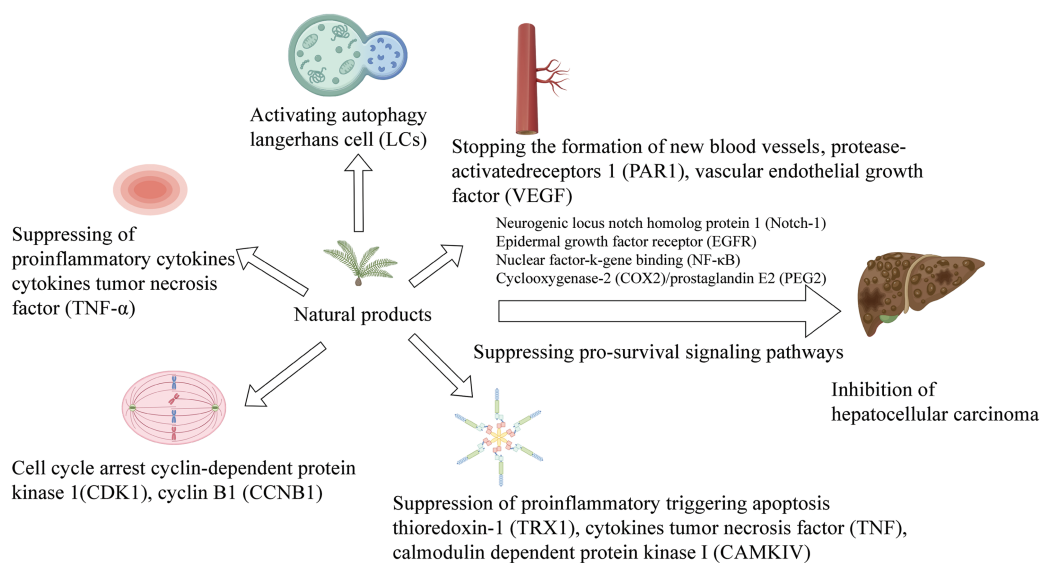 Activating autophagy
langerhans cell (LCs)
Stopping the formation of new blood vessels, protease-
activatedreceptors 1 (PAR1), vascular endothelial growth
factor (VEGF)
Neurogenic locus notch homolog protein 1 (Notch-1)
Epidermal growth factor receptor (EGFR)
Nuclear factor-k-gene binding (NF-κB)
Cyclooxygenase-2 (COX2)/prostaglandin E2 (PEG2)
Suppressing of
proinflammatory cytokines
cytokines tumor necrosis
factor (TNF-α)
Natural products
Suppressing pro-survival signaling pathways
Inhibition of
hepatocellular carcinoma
Cell cycle arrest cyclin-dependent protein
kinase 1(CDK1), cyclin B1 (CCNB1)
Suppression of proinflammatory triggering apoptosis
thioredoxin-1 (TRX1), cytokines tumor necrosis factor (TNF),
calmodulin dependent protein kinase I (CAMKIV)